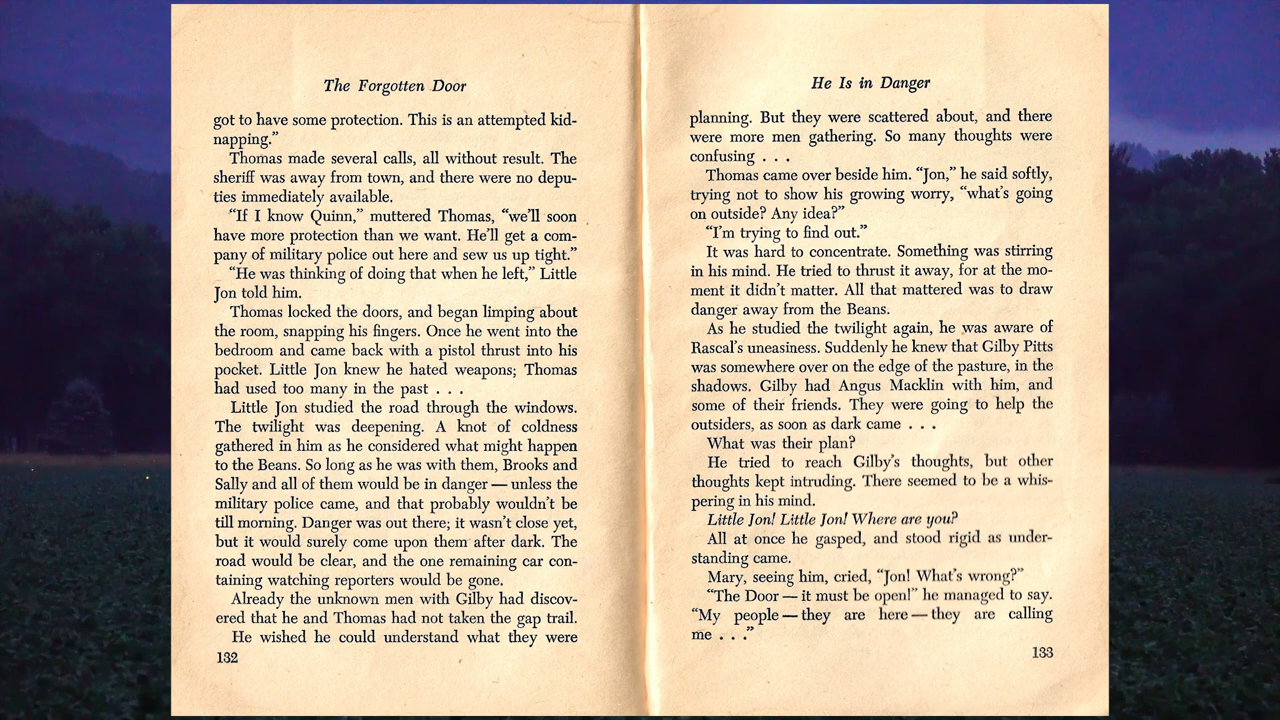 The Forgotten Door
got to have some protection. This is an attempted kid-
napping.”
Thomas made several calls, all without result. The
sheriff was away from town, and there were no depu-
ties immediately available.
“If I know Quinn,” muttered Thomas, “we’ll soon
have more protection than we want. He’ll get a com-
pany of military police out here and sew us up tight.”
“He was thinking of doing that when he left,” Little
Jon told him.
Thomas locked the doors, and began limping about
the room, snapping his fingers. Once he went into the
bedroom and came back with a pistol thrust into his
pocket. Little Jon knew he hated weapons; Thomas
had used too many in the past . . .
Little Jon studied the road through the windows.
The twilight was deepening. A knot of coldness
gathered in him as he considered what might happen
to the Beans. So long as he was with them, Brooks and
Sally and all of them would be in danger — unless the
military police came, and that probably wouldn’t be
till morning. Danger was out there; it wasn’t close yet,
but it would surely come upon them after dark. The
road would be clear, and the one remaining car con-
taining watching reporters would be gone.
Already the unknown men with Gilby had discov-
ered that he and Thomas had not taken the gap trail.
He wished he could understand what they were
132
He Is in Danger
planning. But they were scattered about, and there
were more men gathering. So many thoughts were
confusing . . .
Thomas came over beside him. “Jon,” he said softly,
trying not to show his growing worry, “what’s going
on outside? Any idea?”
“I’m trying to find out.”
It was hard to concentrate. Something was stirring
in his mind. He tried to thrust it away, for at the mo-
ment it didn’t matter. All that mattered was to draw
danger away from the Beans.
As he studied the twilight again, he was aware of
Rascal’s uneasiness. Suddenly he knew that Gilby Pitts
was somewhere over on the edge of the pasture, in the
shadows. Gilby had Angus Macklin with him, and
some of their friends. They were going to help the
outsiders, as soon as dark came . . .
What was their plan?
He tried to reach Gilby’s thoughts, but other
thoughts kept intruding. There seemed to be a whis-
pering in his mind.
Little Jon! Little Jon! Where are you?
All at once he gasped, and stood rigid as under-
standing came.
Mary, seeing him, cried, “Jon! What’s wrong?”
“The Door — it must be open!” he managed to say.
“My people — they are here — they are calling
me . . .”
133